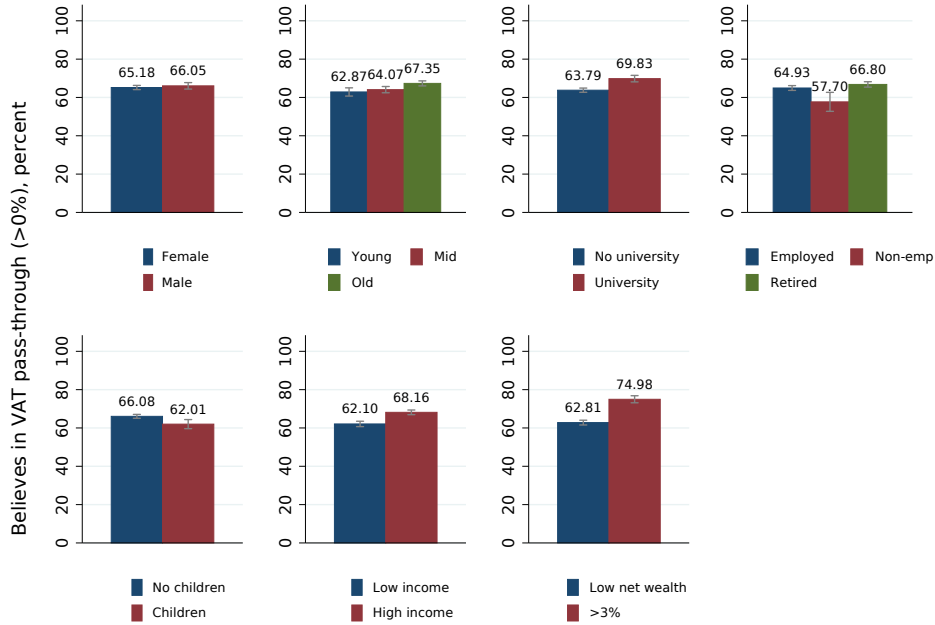 Believes in VAT pass-through (>0%), percent
0 20 40 60 80 100
65.18 66.05
Female
Male
0 20 40 60 80 100
62.87 64.07 67.35
Young Mid
Old
0 20 40 60 80 100
63.79 69.83
No university
University
0 20 40 60 80 100
64.93 57.70 66.80
Employed Non-emp
Retired
0 20 40 60 80 100
66.08 62.01
No children
Children
0 20 40 60 80 100
62.10 68.16
Low income
High income
0 20 40 60 80 100
62.81 74.98
Low net wealth
>3%